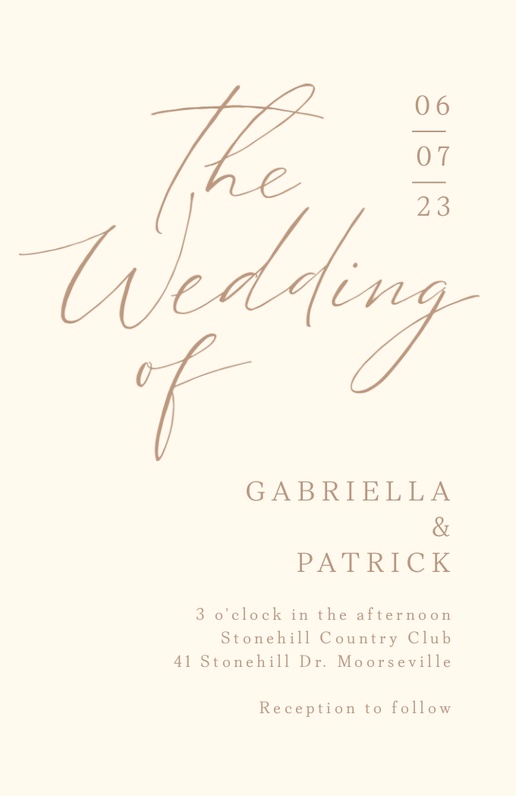 The
Wedding
of
06
07
23
GABRIELLA
&
PATRICK
3 o'clock in the afternoon
Stonehill Country Club
41 Stonehill Dr. Moorseville
Reception to follow